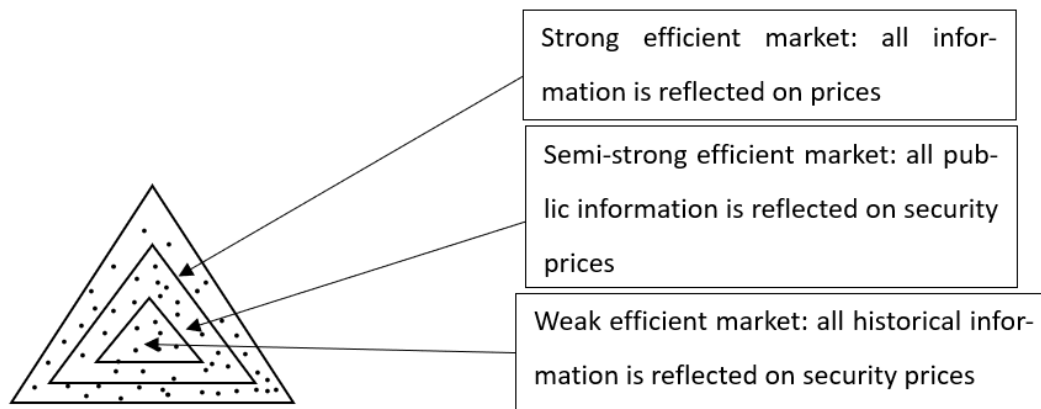 Strong efficient market: all infor-
mation is reflected on prices
Semi-strong efficient market: all pub-
lic information is reflected on security
prices
Weak efficient market: all historical infor-
mation is reflected on security prices